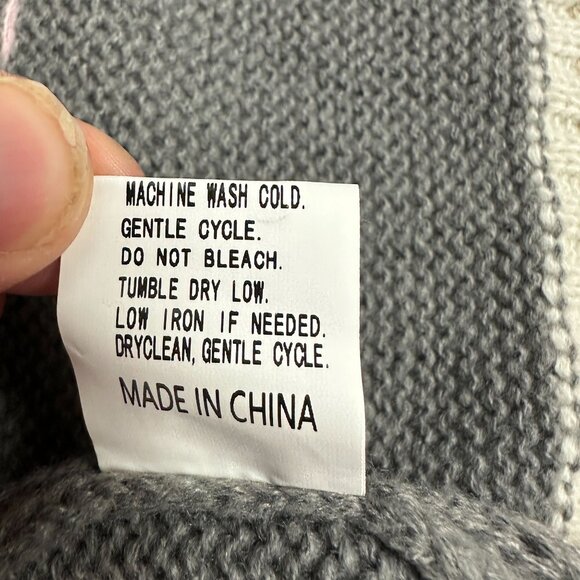 MACHINE WASH COLD.
GENTLE CYCLE.
DO NOT BLEACH.
TUMBLE DRY LOW.
LOW IRON IF NEEDED.
DRYCLEAN, GENTLE CYCLE.
MADE IN CHINA